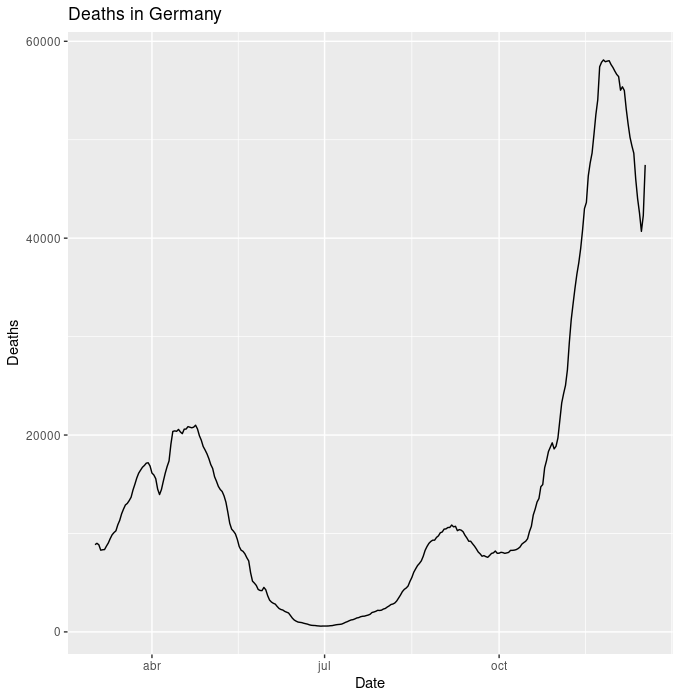 Deaths in Germany
60000
40000
20000
0
Deaths
abr
jul
oct
Date